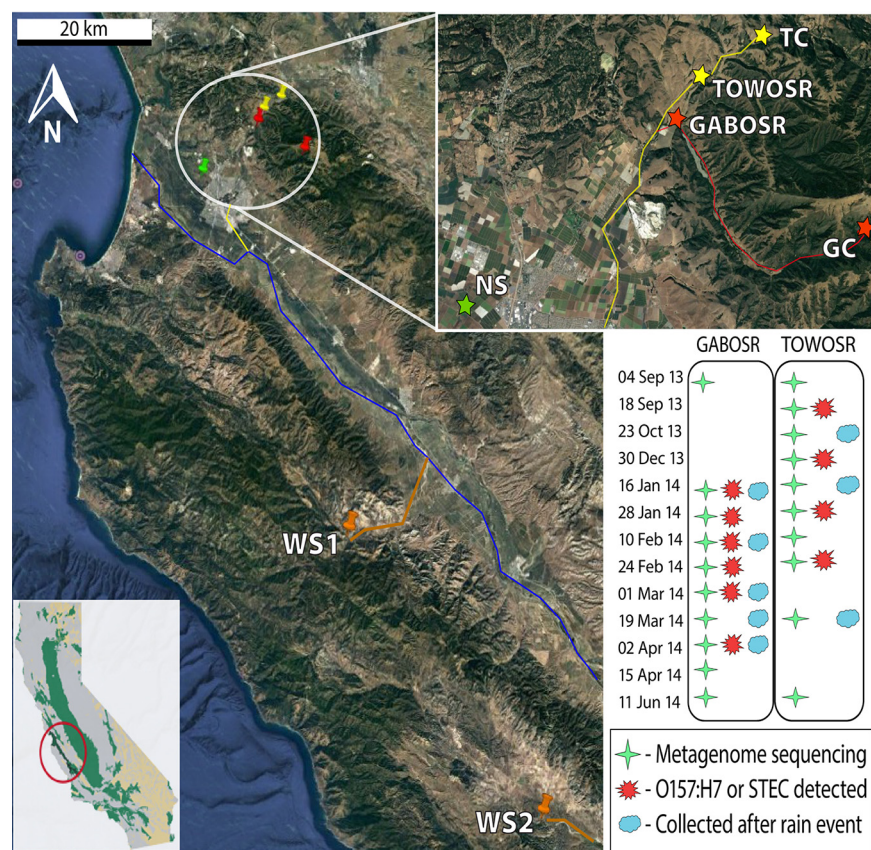 20 km
N
TC
TOWOSR
GABOSR
GC
NS
WS1
WS2
GABOSR TOWOSR
04 Sep 13
18 Sep 13
23 Oct 13
30 Dec 13
16 Jan 14
28 Jan 14
10 Feb 14
24 Feb 14
01 Mar 14
19 Mar 14
02 Apr 14
15 Apr 14
11 Jun 14
- Metagenome sequencing
- O157:H7 or STEC detected
- Collected after rain event